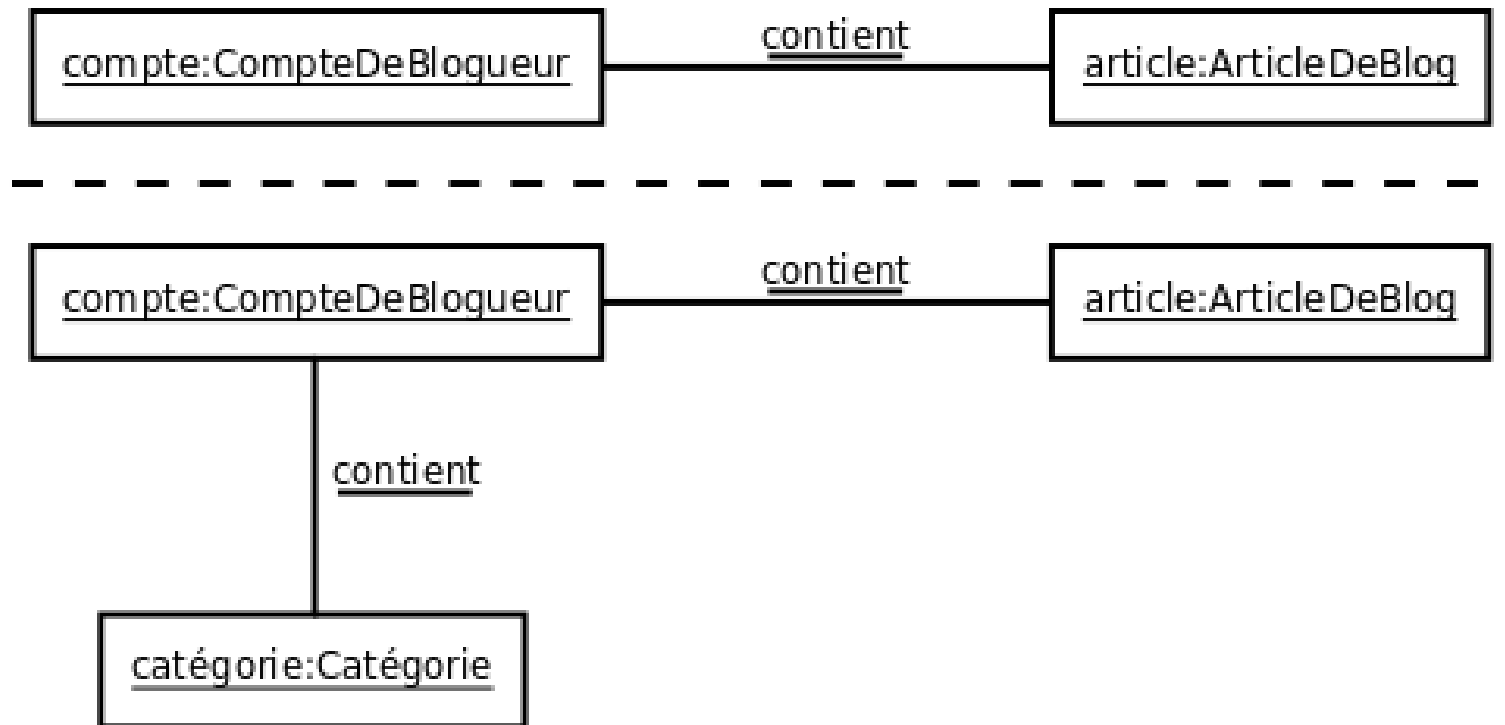 contient
compte:CompteDeBlogueur
article:ArticleDeBlog
contient
compte:CompteDeBlogueur
article:ArticleDeBlog
contient
catégorie:Catégorie